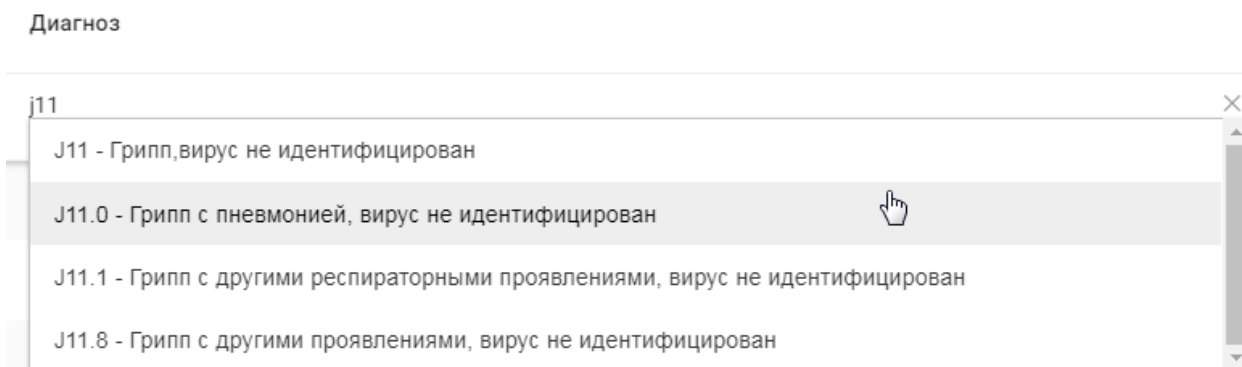 Диагноз
j11
J11 - Грипп,вирус не идентифицирован
J11.0 - Грипп с пневмонией, вирус не идентифицирован
J11.1 - Грипп с другими респираторными проявлениями, вирус не идентифицирован
J11.8 - Грипп с другими проявлениями, вирус не идентифицирован